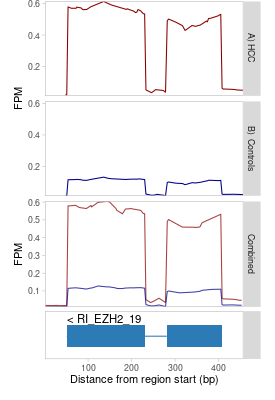 0.6
0.4
0.2
A) HCC
FPM
0.6
0.4
0.2
B) Controls
0.6
0.5
0.4
0.3
0.2
0.1
FPM
Combined
< RI_EZH2_19
100 200 300 400
Distance from region start (bp)